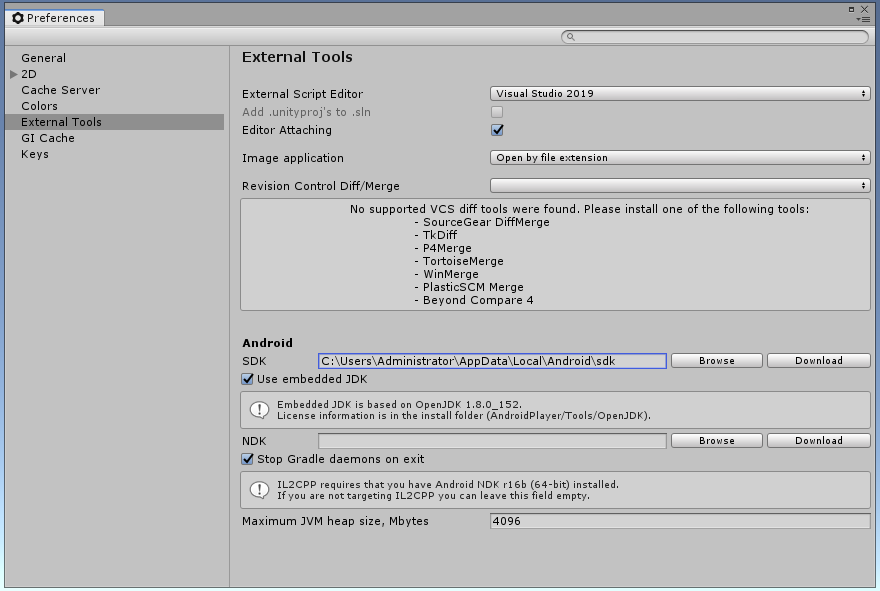 Preferences
General
2D
Cache Server
Colors
External Tools
GI Cache
Keys
External Tools
External Script Editor
Visual Studio 2019
Add .unityproj's to .sln
Editor Attaching
Image application
Open by file extension
Revision Control Diff/Merge
No supported VCS diff tools were found. Please install one of the following tools:
- SourceGear DiffMerge
- TkDiff
- P4Merge
- TortoiseMerge
- WinMerge
- PlasticSCM Merge
- Beyond Compare 4
Android
SDK C:\Users\Administrator\AppData\Local\Android\sdk Browse Download
Use embedded JDK
Embedded JDK is based on OpenJDK 1.8.0_152.
License information is in the install folder (AndroidPlayer/Tools/OpenJDK).
NDK Browse Download
Stop Gradle daemons on exit
IL2CPP requires that you have Android NDK r16b (64-bit) installed.
If you are not targeting IL2CPP you can leave this field empty.
Maximum JVM heap size, Mbytes 4096